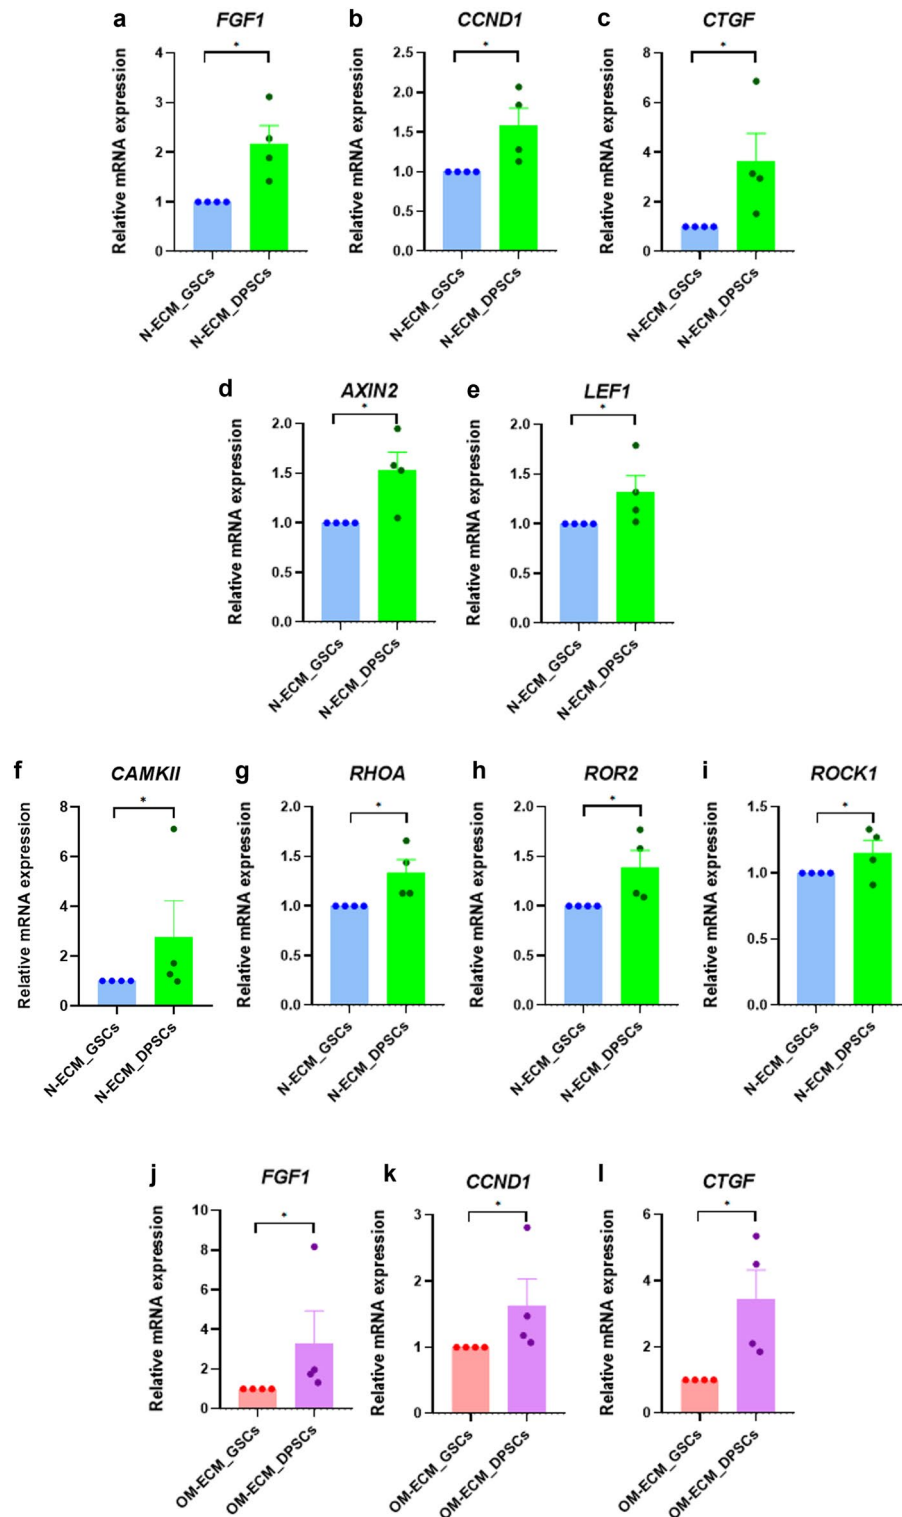 a FGF1
b CCND1
c CTGF
Relative mRNA expression
4
3
2
1
0
*
N-ECM_GSCs
N-ECM_DPSCs
Relative mRNA expression
2.5
2.0
1.5
1.0
0.5
0.0
*
N-ECM_GSCs
N-ECM_DPSCs
Relative mRNA expression
8
6
4
2
0
*
N-ECM_GSCs
N-ECM_DPSCs
d AXIN2
e LEF1
Relative mRNA expression
2.0
1.5
1.0
0.5
0.0
*
N-ECM_GSCs
N-ECM_DPSCs
Relative mRNA expression
2.0
1.5
1.0
0.5
0.0
*
N-ECM_GSCs
N-ECM_DPSCs
f CAMKII
g RHOA
h ROR2
i ROCK1
Relative mRNA expression
8
6
4
2
0
*
N-ECM_GSCs
N-ECM_DPSCs
Relative mRNA expression
2.0
1.5
1.0
0.5
0.0
*
N-ECM_GSCs
N-ECM_DPSCs
Relative mRNA expression
2.0
1.5
1.0
0.5
0.0
*
N-ECM_GSCs
N-ECM_DPSCs
Relative mRNA expression
1.5
1.0
0.5
0.0
*
N-ECM_GSCs
N-ECM_DPSCs
j FGF1
k CCND1
l CTGF
Relative mRNA expression
10
8
6
4
2
0
*
OM-ECM_GSCs
OM-ECM_DPSCs
Relative mRNA expression
3
2
1
0
*
OM-ECM_GSCs
OM-ECM_DPSCs
Relative mRNA expression
6
4
2
0
*
OM-ECM_GSCs
OM-ECM_DPSCs